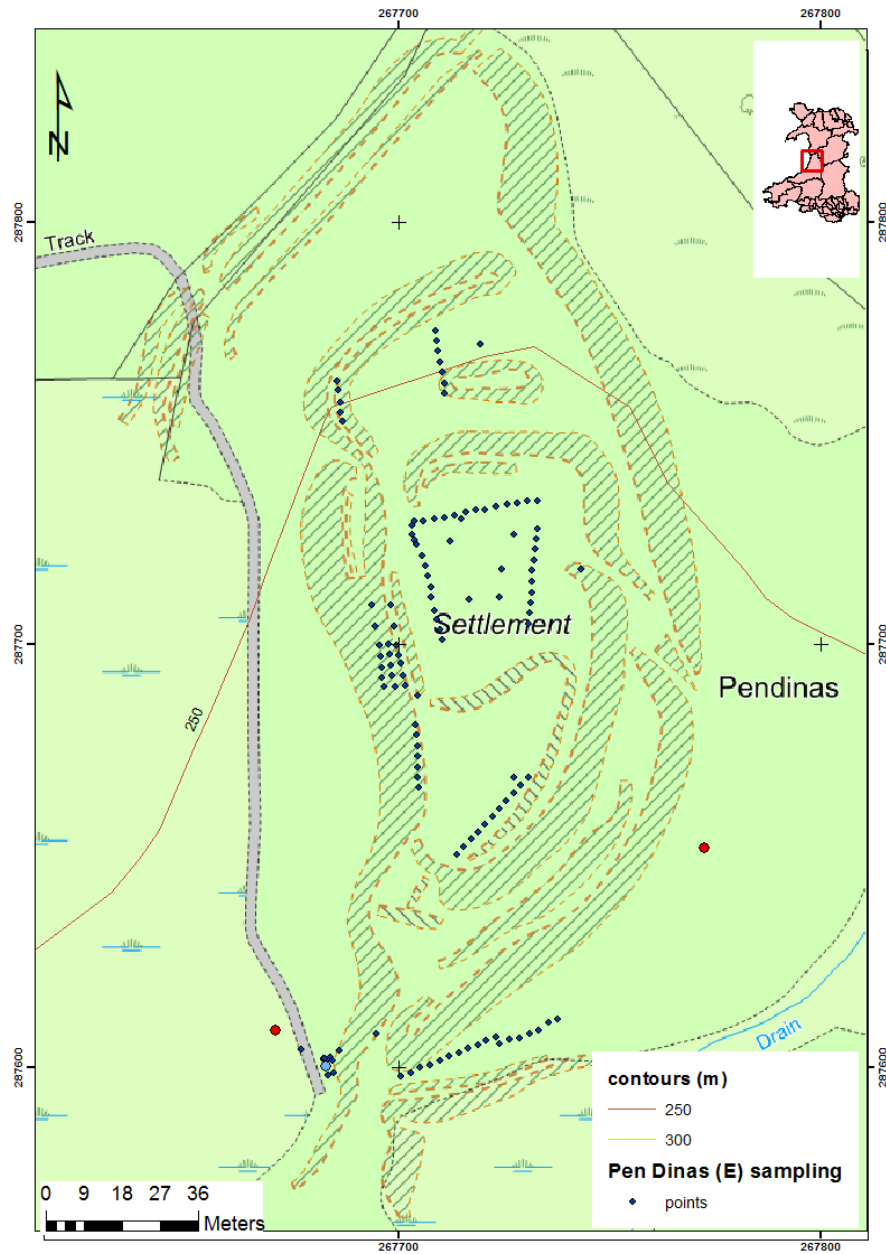 267700
267800
N
287800
287800
Track
Settlement
287700
287700
Pendinas
250
Drain
287600
287600
contours (m)
250
300
Pen Dinas (E) sampling
points
0 9 18 27 36
Meters
267700
267800